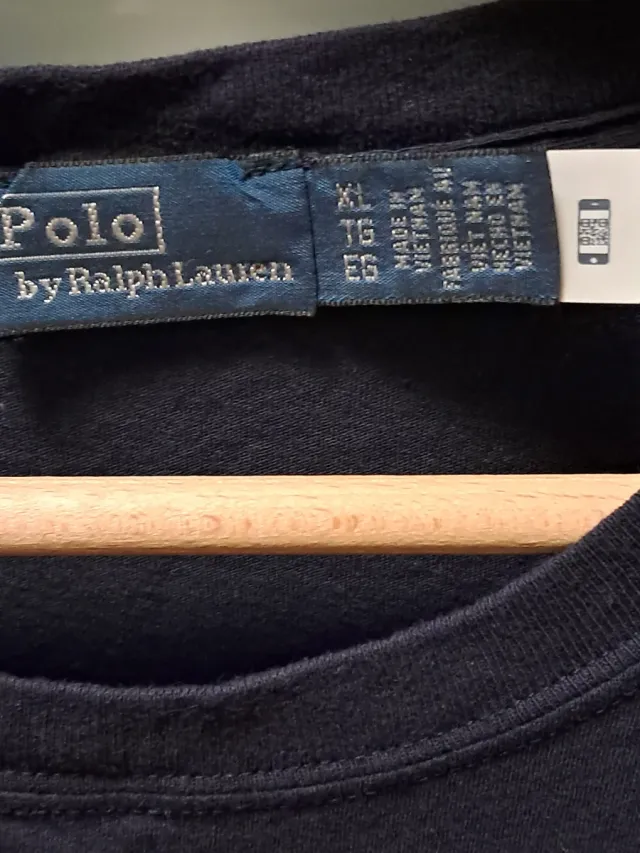 Polo
by Ralph Lauren
XL
TG
EG
MADE IN
VIETNAM
FABRIQUE AU
VIET NAM
HECHO EN
VIETNAM